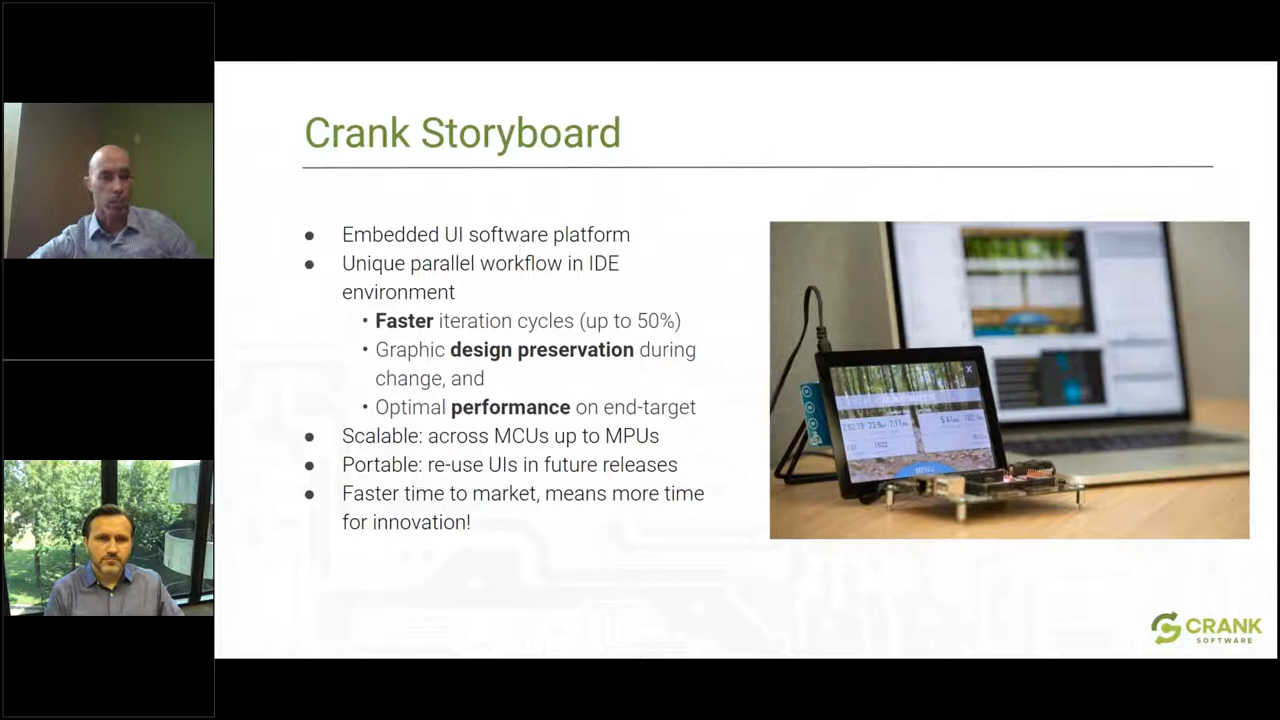 Crank Storyboard
● Embedded UI software platform
● Unique parallel workflow in IDE
environment
• Faster iteration cycles (up to 50%)
• Graphic design preservation during
change, and
• Optimal performance on end-target
● Scalable: across MCUs up to MPUs
● Portable: re-use UIs in future releases
● Faster time to market, means more time
for innovation!
MENU
CRANK
SOFTWARE